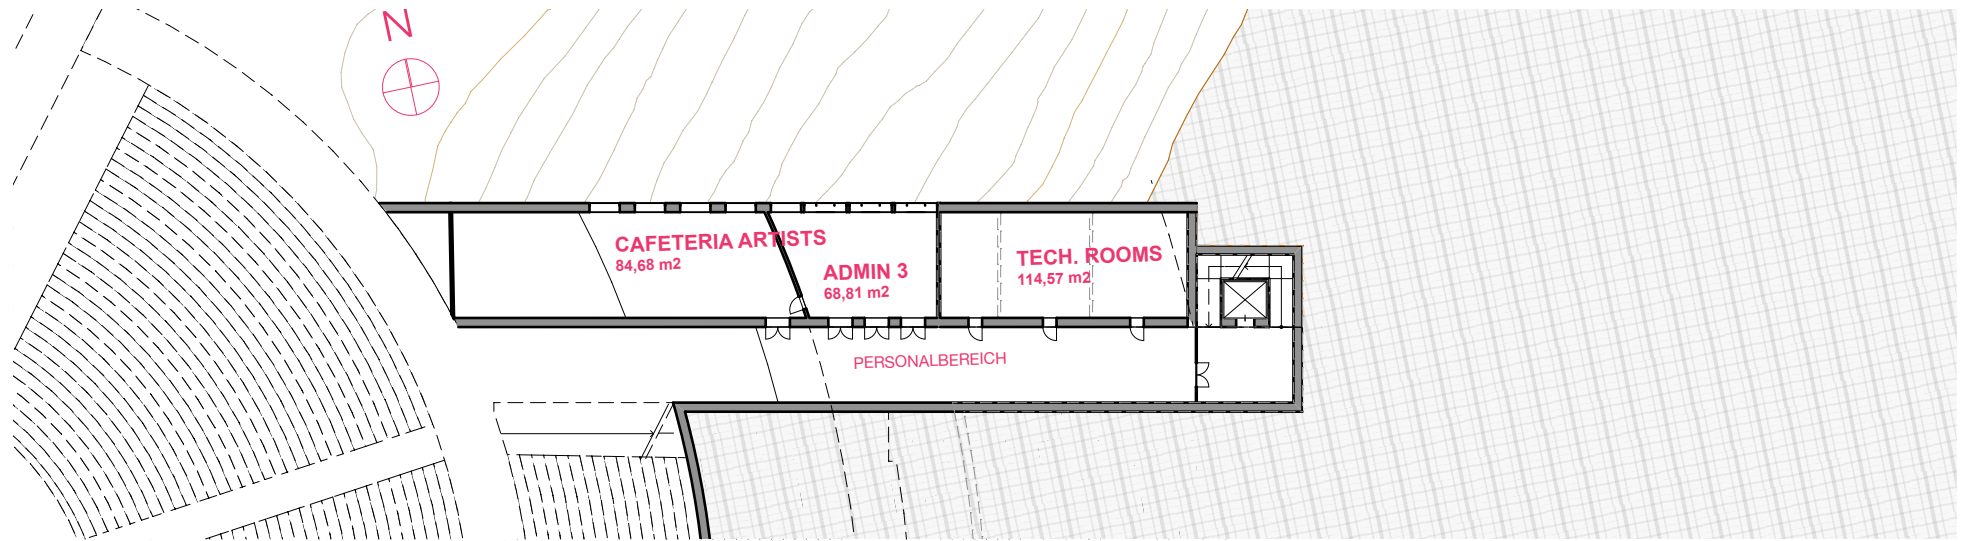 N
CAFETERIA ARTISTS
84,68 m2
ADMIN 3
68,81 m2
TECH. ROOMS
114,57 m2
PERSONALBEREICH